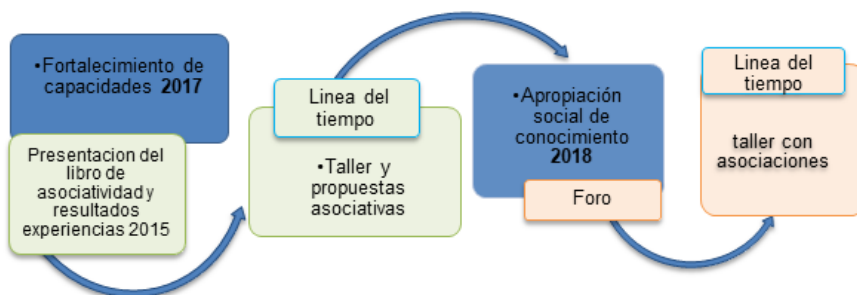 •Fortalecimiento de
capacidades 2017
Presentacion del
libro de
asociatividad y
resultados
experiencias 2015
Linea del
tiempo
•Taller y
propuestas
asociativas
•Apropiación
social de
conocimiento
2018
Foro
Linea del
tiempo
taller con
asociaciones